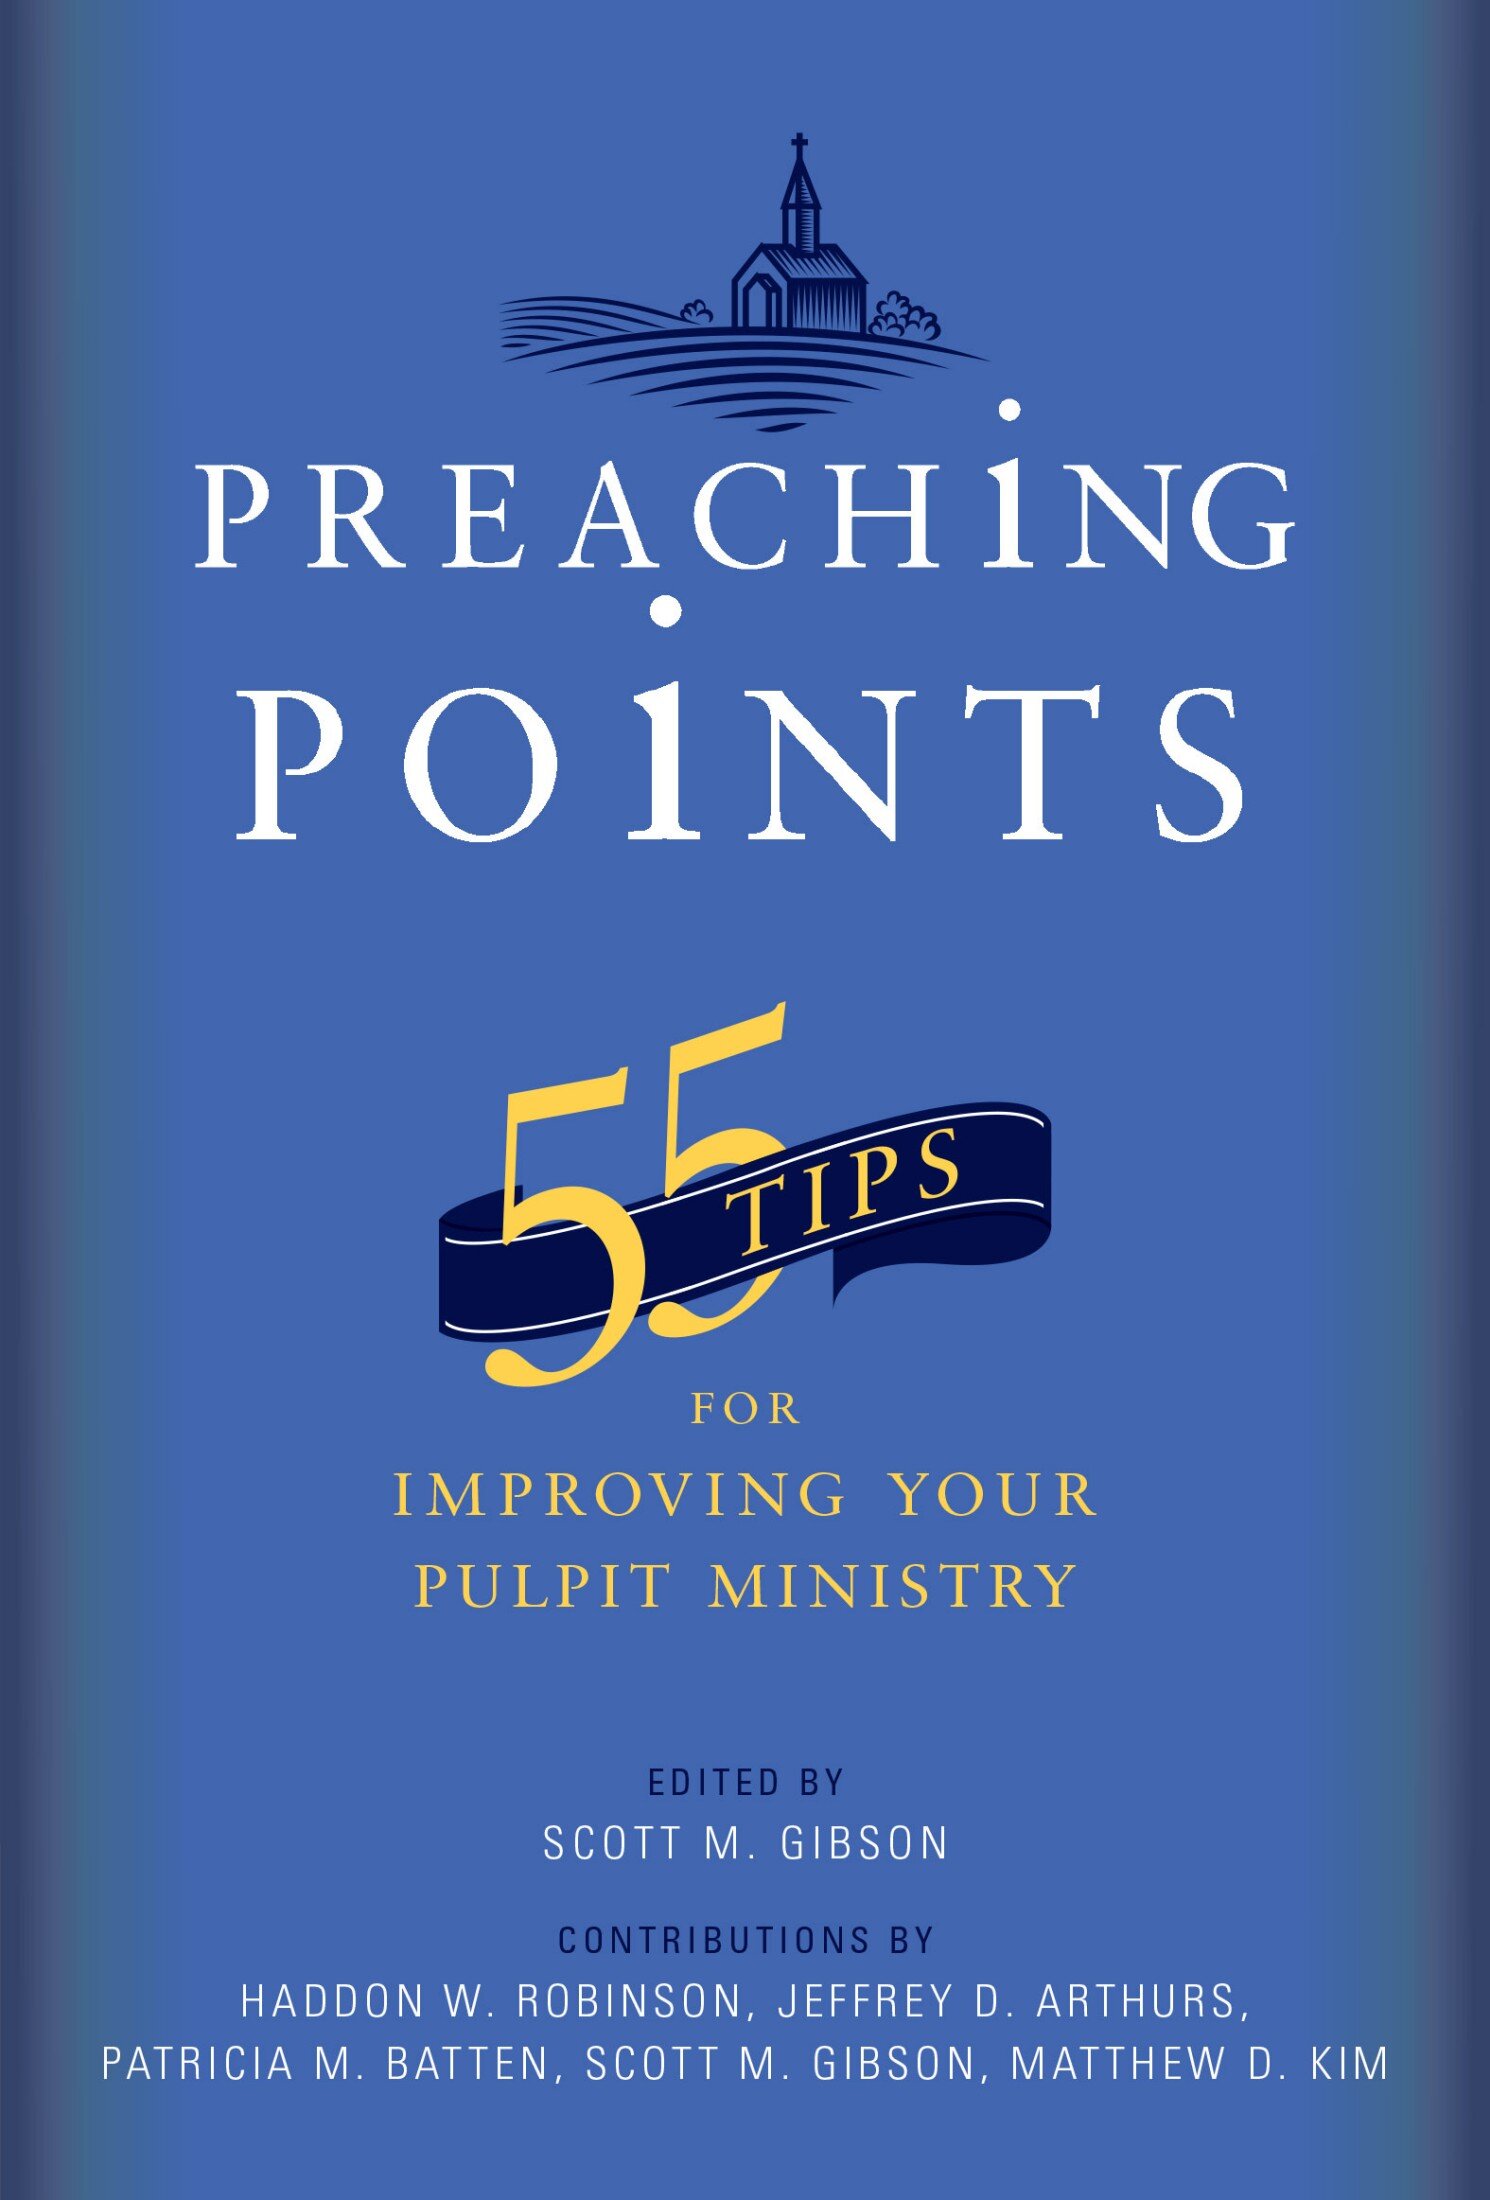 PREACHiNG
POiNTS
55 TIPS
FOR
IMPROVING YOUR
PULPIT MINISTRY
EDITED BY
SCOTT M. GIBSON
CONTRIBUTIONS BY
HADDON W. ROBINSON, JEFFREY D. ARTHURS,
PATRICIA M. BATTEN, SCOTT M. GIBSON, MATTHEW D. KIM